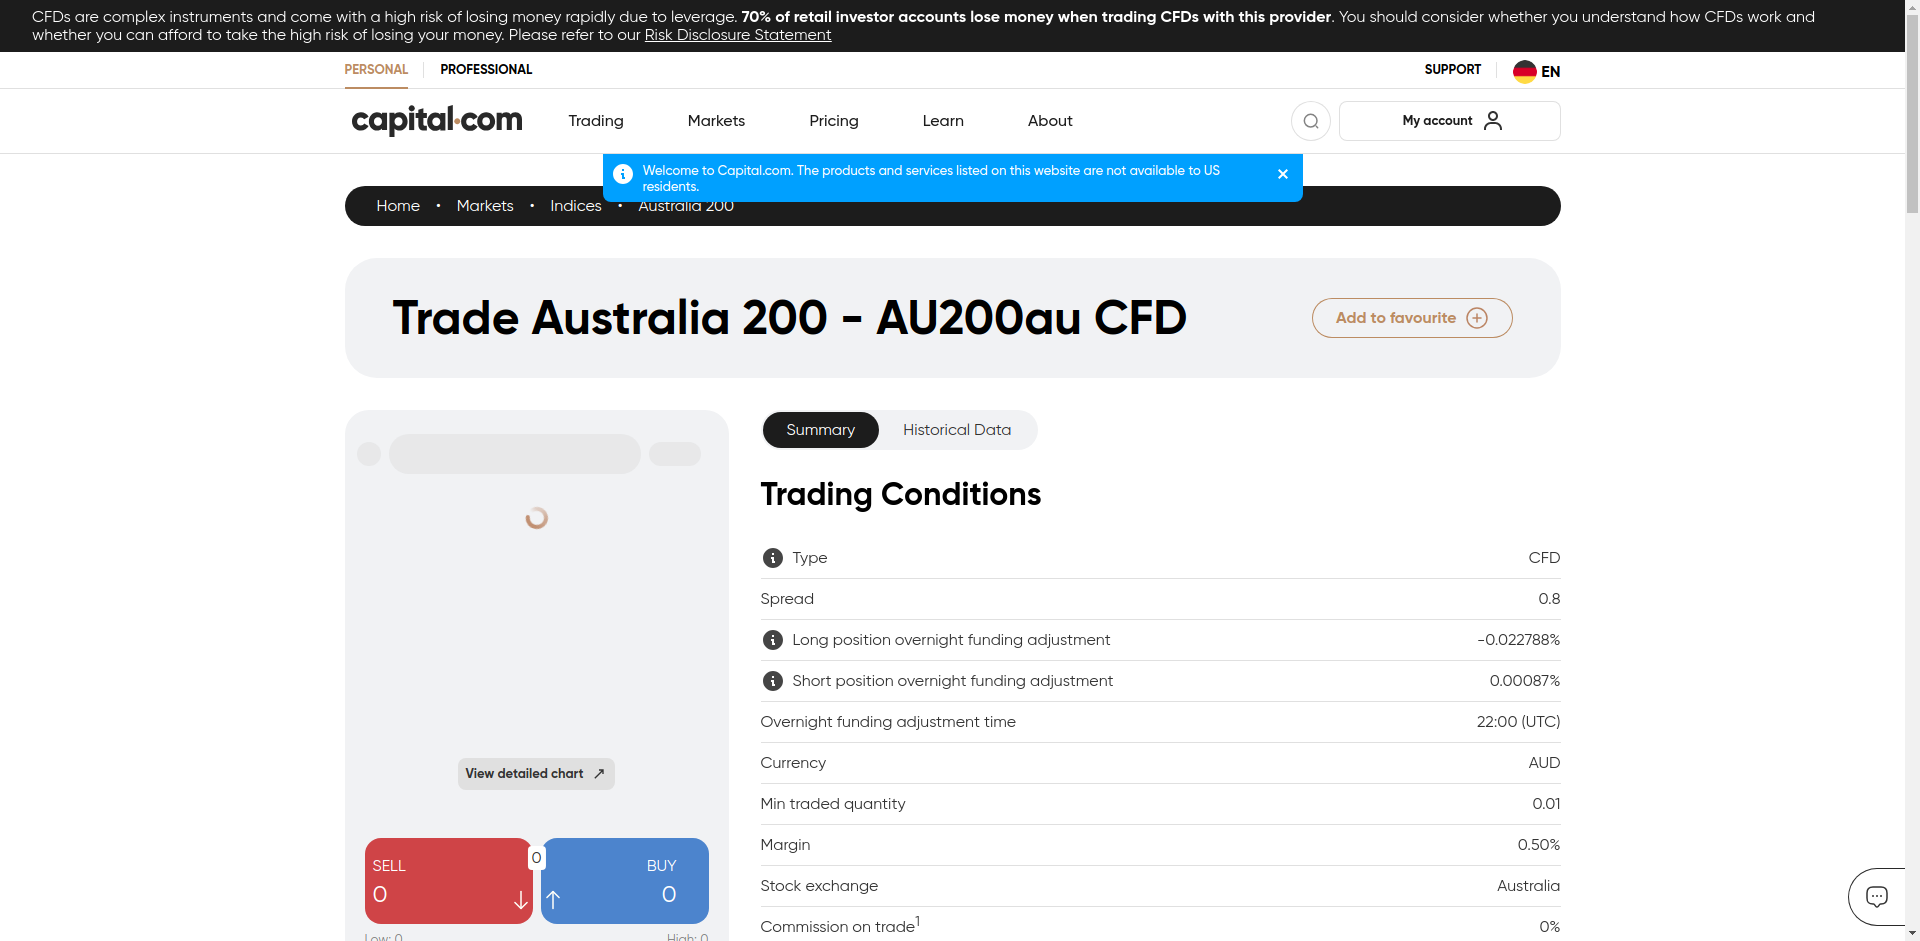 CFDs are complex instruments and come with a high risk of losing money rapidly due to leverage. 70% of retail investor accounts lose money when trading CFDs with this provider. You should consider whether you understand how CFDs work and
whether you can afford to take the high risk of losing your money. Please refer to our Risk Disclosure Statement
PERSONAL PROFESSIONAL SUPPORT EN
capital.com Trading Markets Pricing Learn About My account
Welcome to Capital.com. The products and services listed on this website are not available to US
residents.
Home • Markets • Indices • Australia 200
Trade Australia 200 - AU200au CFD
Add to favourite
Summary Historical Data
Trading Conditions
Type CFD
Spread 0.8
Long position overnight funding adjustment -0.022788%
Short position overnight funding adjustment 0.00087%
Overnight funding adjustment time 22:00 (UTC)
Currency AUD
Min traded quantity 0.01
Margin 0.50%
Stock exchange Australia
Commission on trade1 0%
View detailed chart
0
SELL BUY
0 0
Low: 0 High: 0